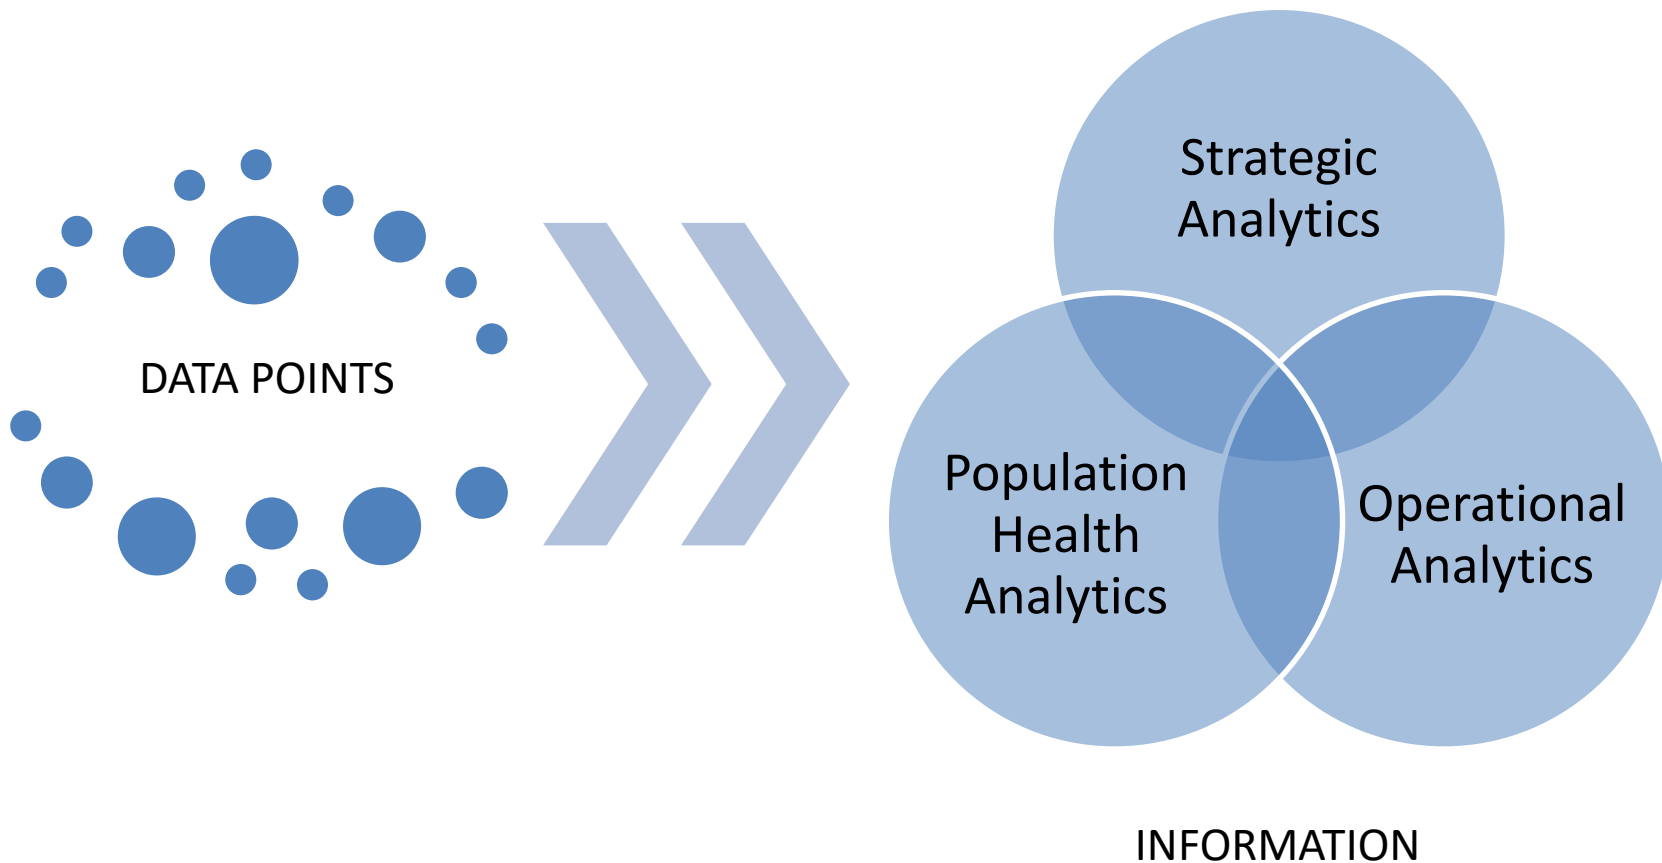 DATA POINTS
Strategic
Analytics
Population
Health
Analytics
Operational
Analytics
INFORMATION